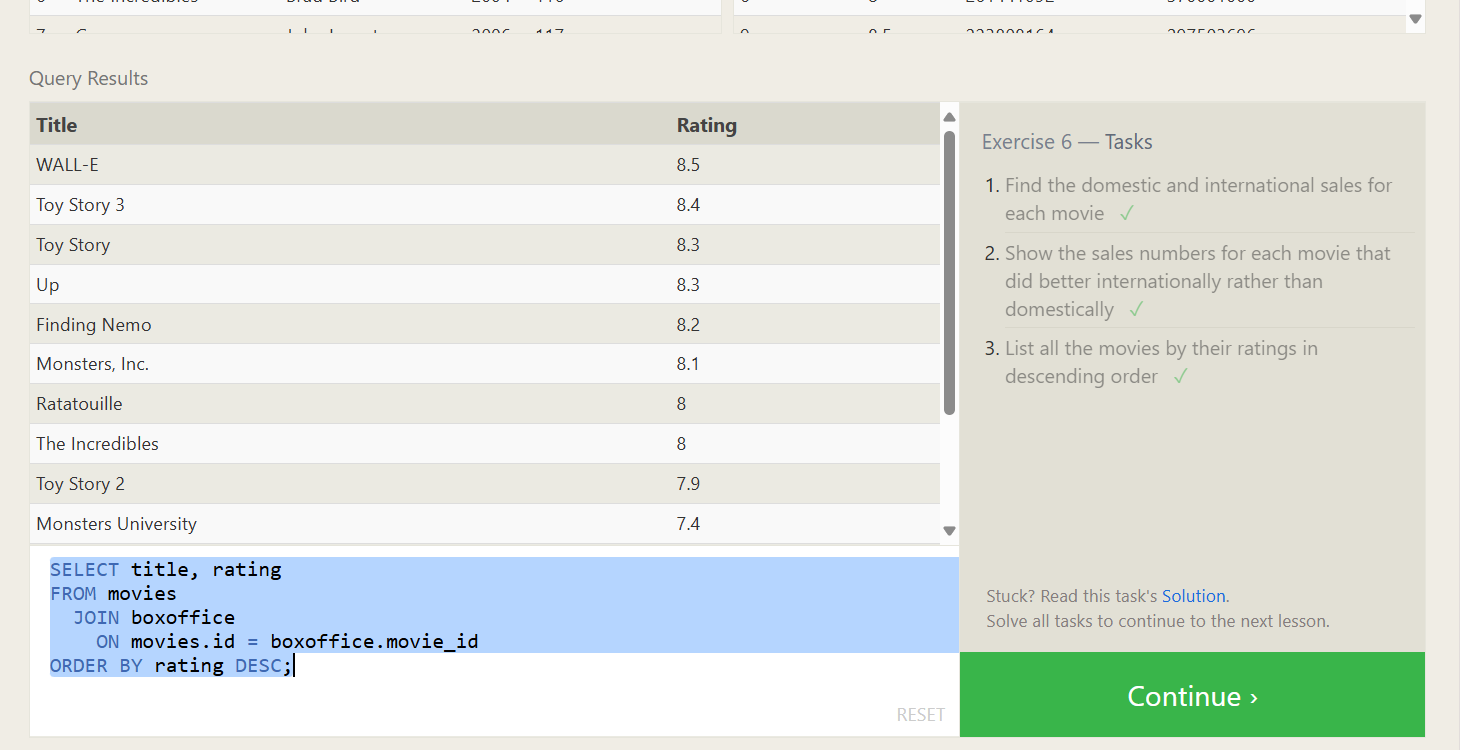 Query Results
Title Rating
WALL-E 8.5
Toy Story 3 8.4
Toy Story 8.3
Up 8.3
Finding Nemo 8.2
Monsters, Inc. 8.1
Ratatouille 8
The Incredibles 8
Toy Story 2 7.9
Monsters University 7.4
SELECT title, rating
FROM movies
  JOIN boxoffice
    ON movies.id = boxoffice.movie_id
ORDER BY rating DESC;
RESET
Exercise 6 — Tasks
1. Find the domestic and international sales for
each movie ✓
2. Show the sales numbers for each movie that
did better internationally rather than
domestically ✓
3. List all the movies by their ratings in
descending order ✓
Stuck? Read this task's Solution.
Solve all tasks to continue to the next lesson.
Continue ›